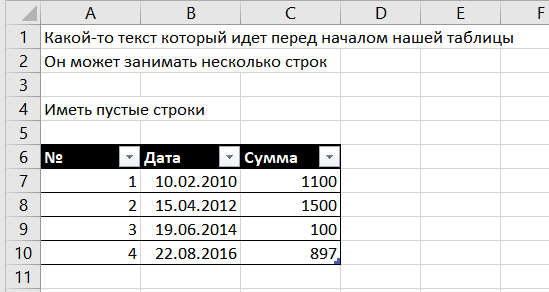 A B C D E F
1 Какой-то текст который идет перед началом нашей таблицы
2 Он может занимать несколько строк
3
4 Иметь пустые строки
5
6 № Дата Сумма
7 1 10.02.2010 1100
8 2 15.04.2012 1500
9 3 19.06.2014 100
10 4 22.08.2016 897
11